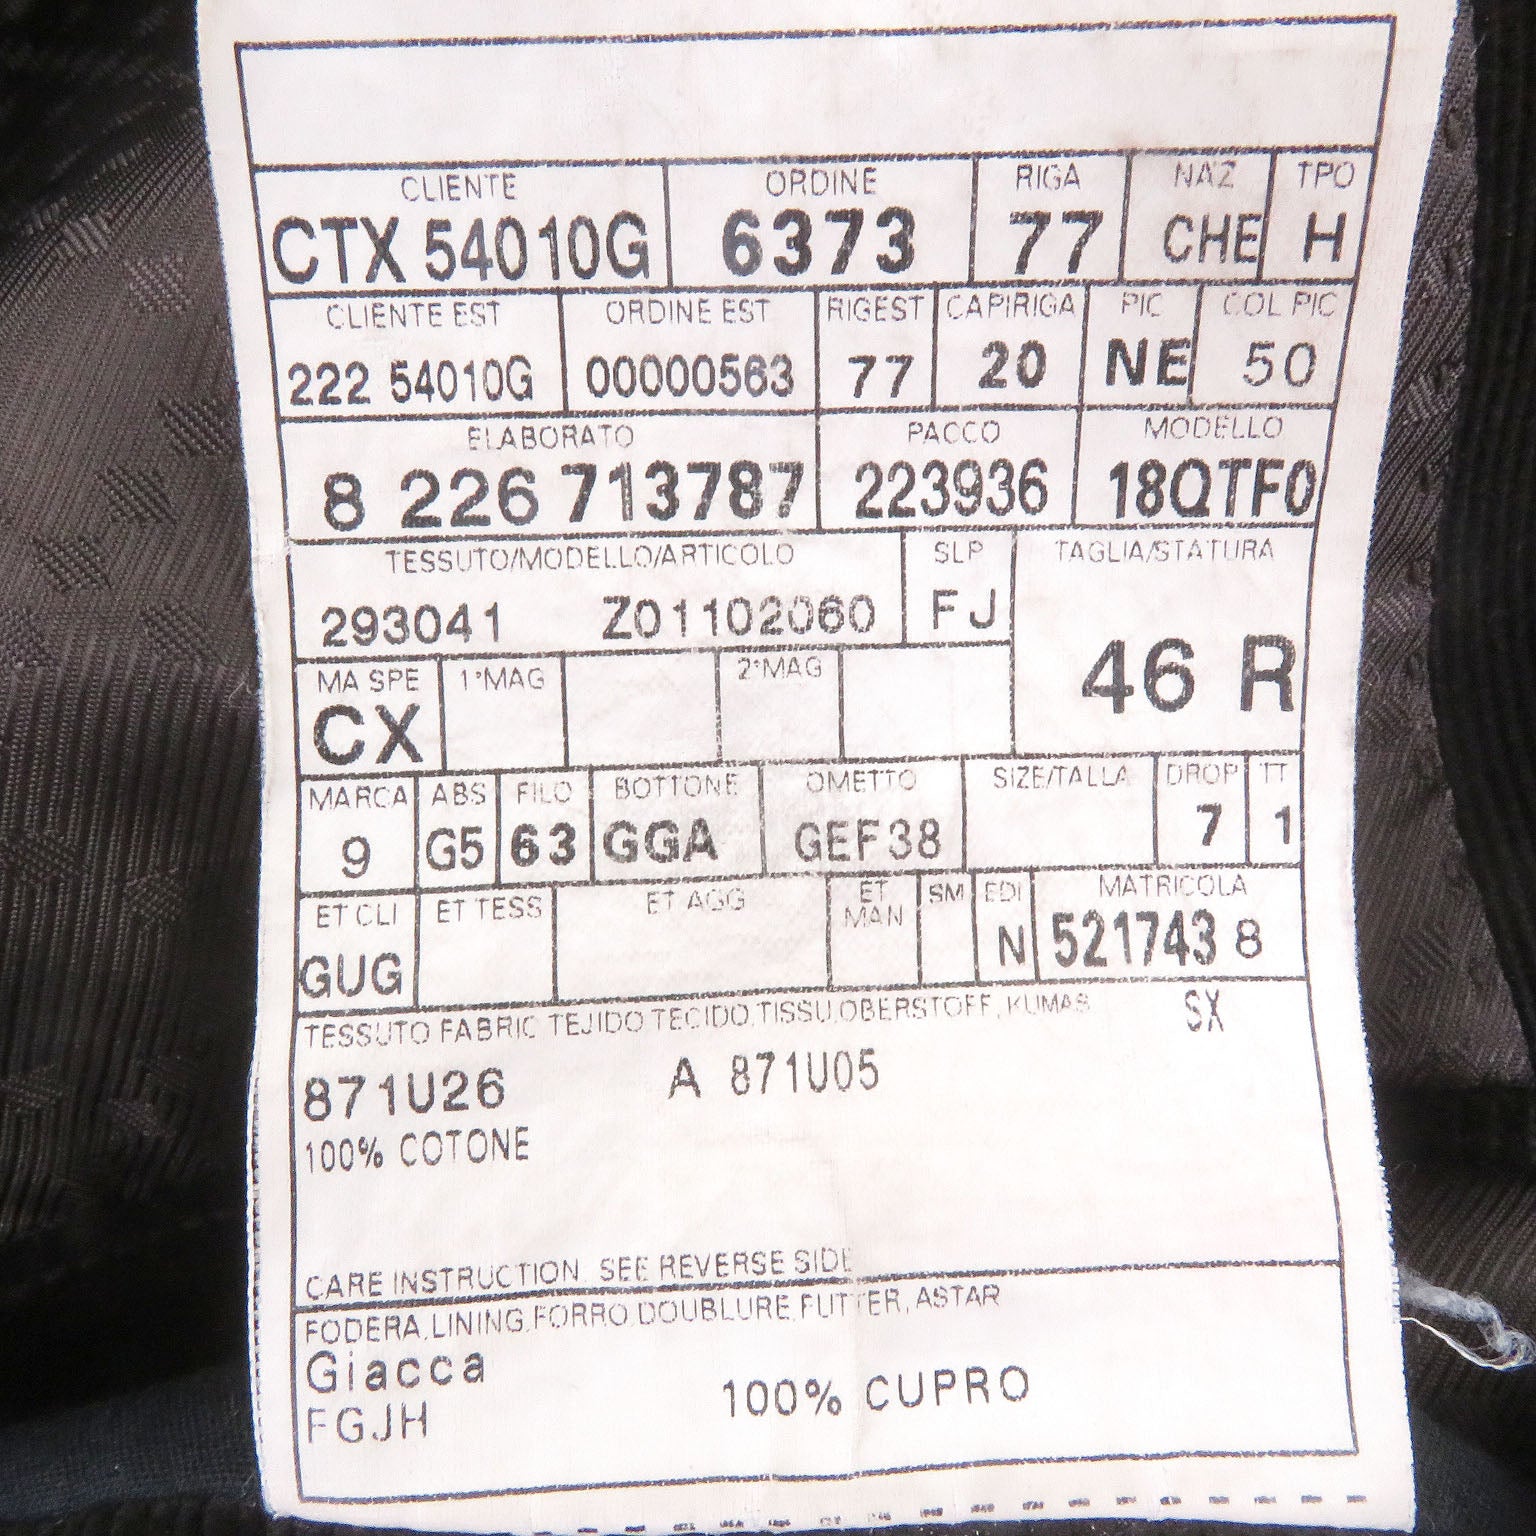 CLIENTE ORDINE RIGA NAZ TPO
CTX 54010G 6373 77 CHE H
CLIENTE EST ORDINE EST RIGEST CAPIRIGA PIC COL PIC
222 54010G 00000563 77 20 NE 50
ELABORATO PACCO MODELLO
8 226 713787 223936 18QTF0
TESSUTO/MODELLO/ARTICOLO SLP TAGLIA/STATURA
293041 Z01102060 FJ
46 R
MA SPE 1°MAG 2°MAG
CX
MARCA ABS FILO BOTTONE OMETTO SIZE/TALLA DROP TT
9 G5 63 GGA GEF38 7 1
ET CLI ET TESS ET AGG ET MAN SM EDI MATRICOLA
GUG N 521743 8
TESSUTO FABRIC TEJIDO TECIDO,TISSU,OBERSTOFF, KUMAS SX
871U26 A 871U05
100% COTONE
CARE INSTRUCTION SEE REVERSE SIDE
FODERA,LINING,FORRO,DOUBLURE,FUTTER, ASTAR
Giacca
100% CUPRO
FGJH